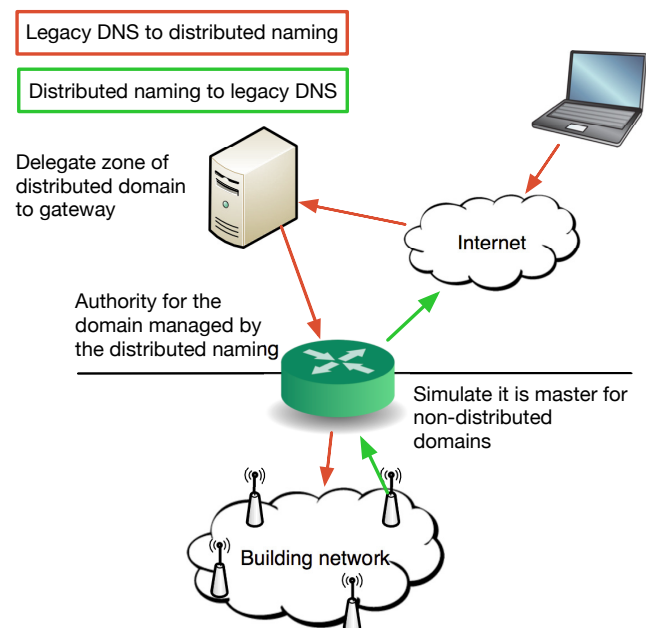 Legacy DNS to distributed naming
Distributed naming to legacy DNS
Delegate zone of
distributed domain
to gateway
Internet
Authority for the
domain managed by
the distributed naming
Simulate it is master for
non-distributed
domains
Building network